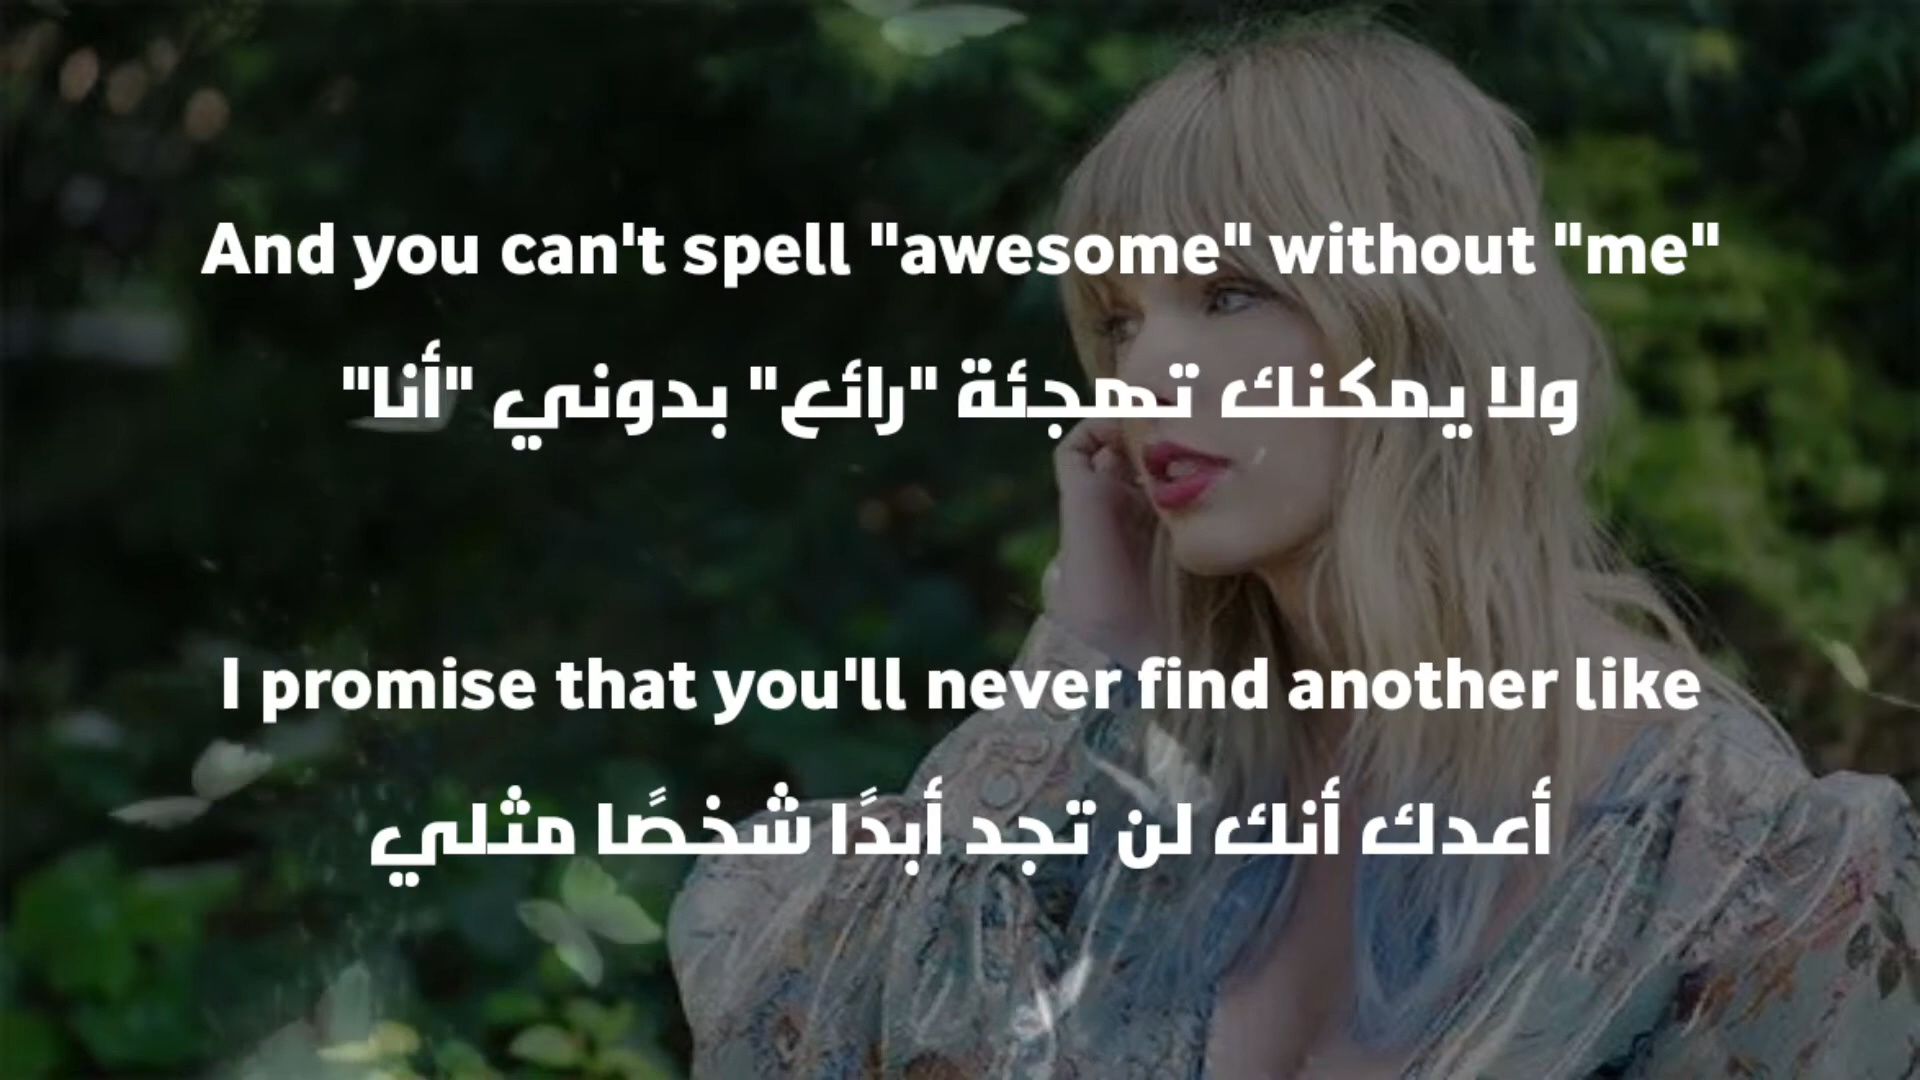 And you can't spell "awesome" without "me"
ولا يمكنك تهجئة "رائع" بدوني "أنا"
I promise that you'll never find another like
أعدك أنك لن تجد أبدًا شخصًا مثلي